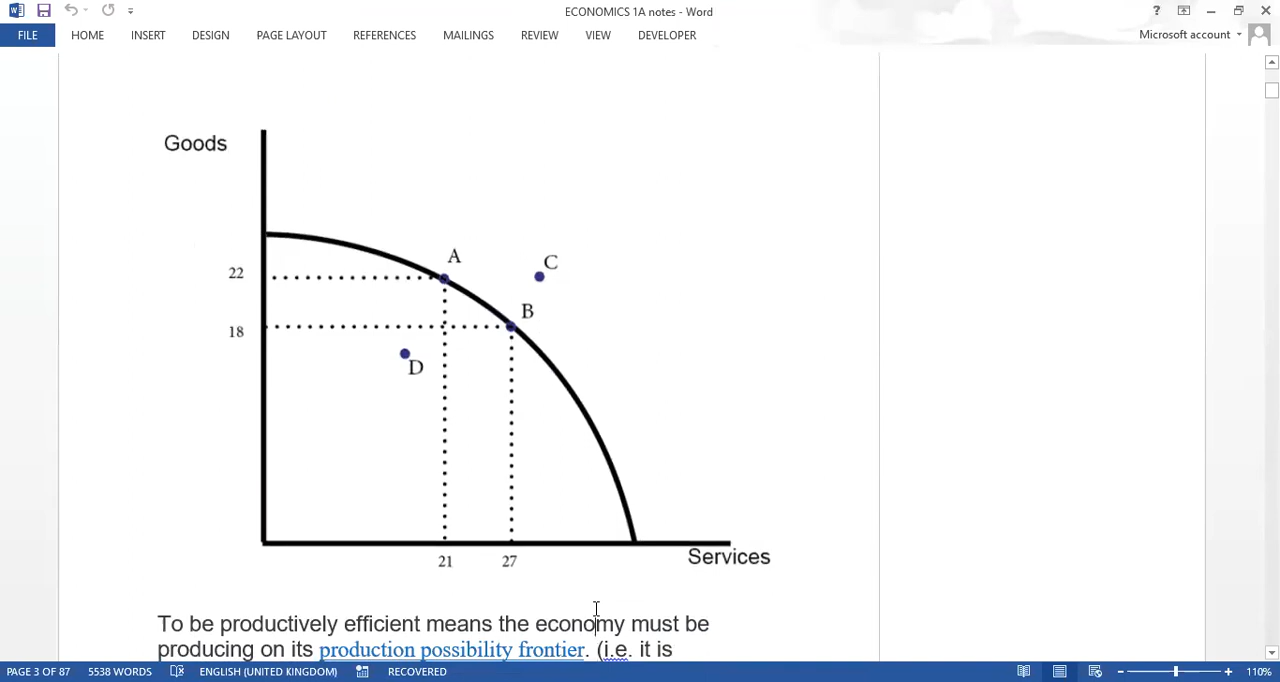 ECONOMICS 1A notes - Word
?
FILE HOME INSERT DESIGN PAGE LAYOUT REFERENCES MAILINGS REVIEW VIEW DEVELOPER Microsoft account
Goods
A
C
22
B
18
D
21 27
Services
To be productively efficient means the economy must be
producing on its production possibility frontier. (i.e. it is
PAGE 3 OF 87 5538 WORDS ENGLISH (UNITED KINGDOM) RECOVERED 110%